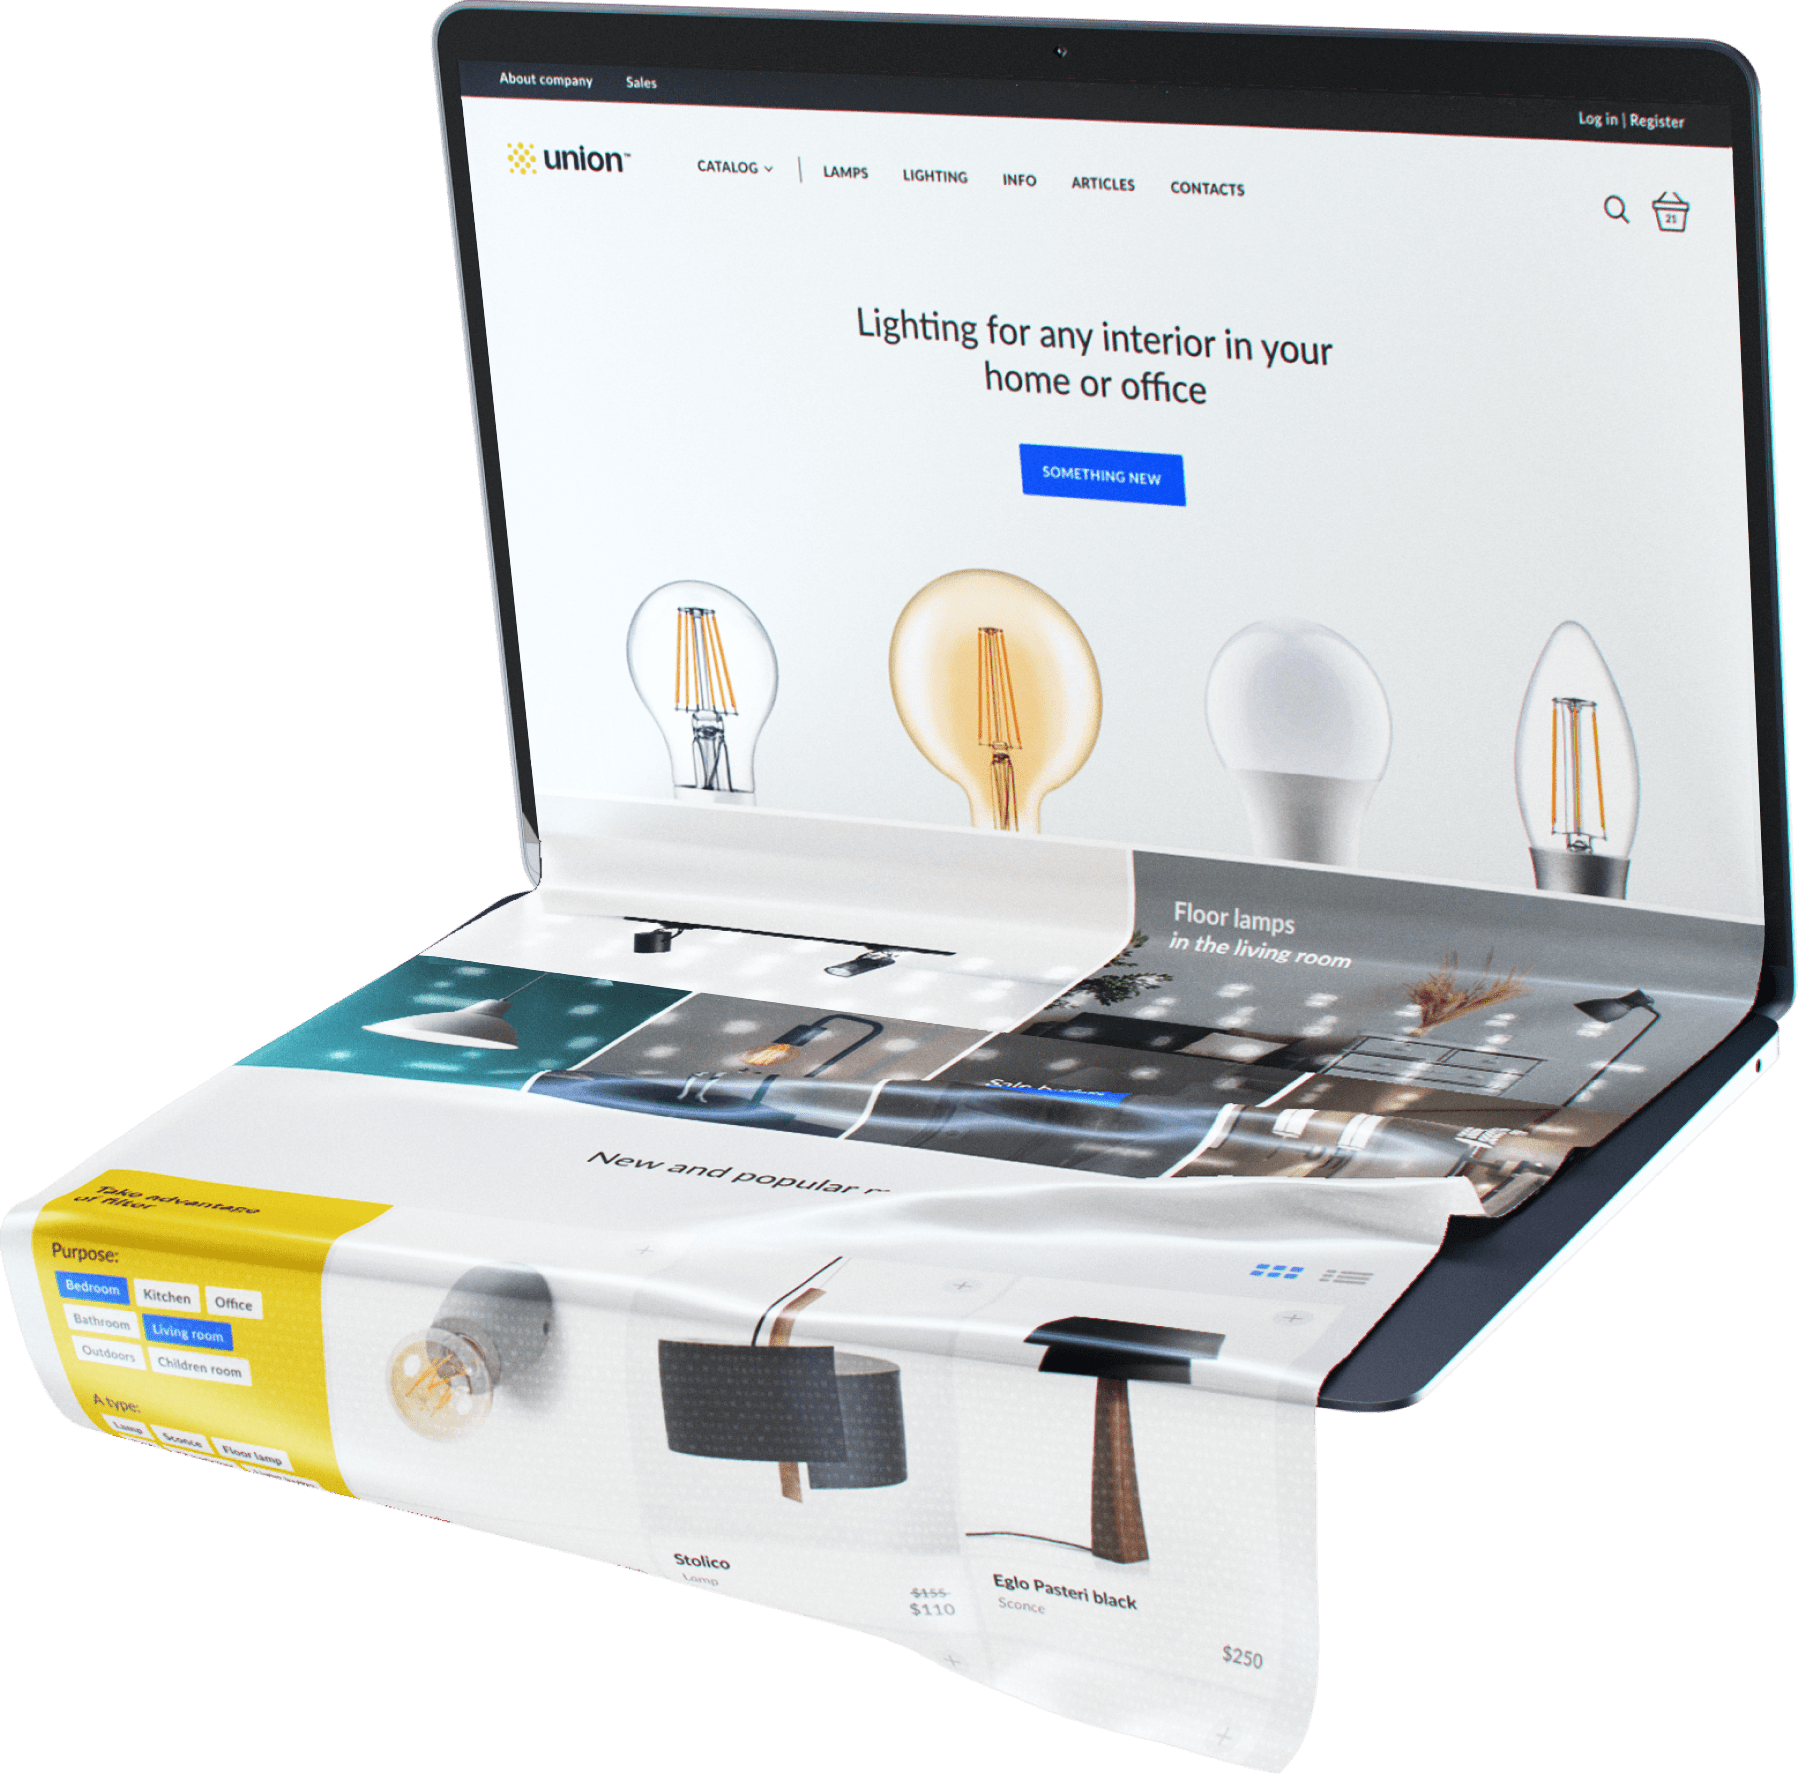 About company
Sales
Log in | Register
union™
CATALOG
LAMPS
LIGHTING
INFO
ARTICLES
CONTACTS
21
Lighting for any interior in your
home or office
SOMETHING NEW
Floor lamps
in the living room
New and popular
Take advantage
of filter
Purpose:
Bedroom
Kitchen
Office
Bathroom
Living room
Outdoors
Children room
A type:
Lamp
Sconce
Floor lamp
Stolico
Lamp
$155
$110
Eglo Pasteri black
Sconce
$250